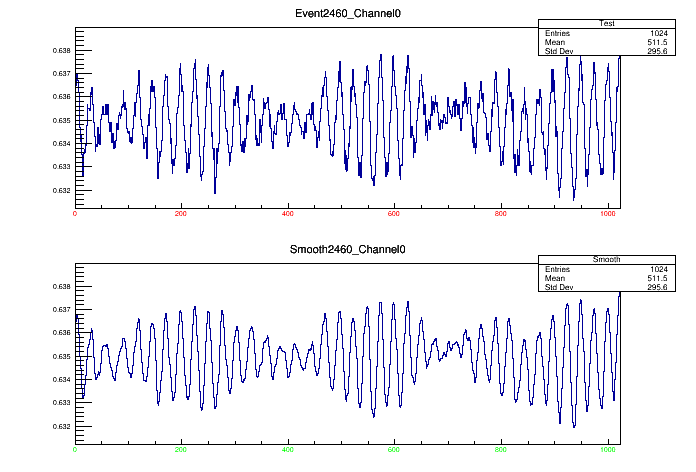 Event2460_Channel0
Test
Entries 1024
Mean 511.5
Std Dev 295.6
0.638
0.637
0.636
0.635
0.634
0.633
0.632
0 200 400 600 800 1000
Smooth2460_Channel0
Smooth
Entries 1024
Mean 511.5
Std Dev 295.6
0.638
0.637
0.636
0.635
0.634
0.633
0.632
0 200 400 600 800 1000